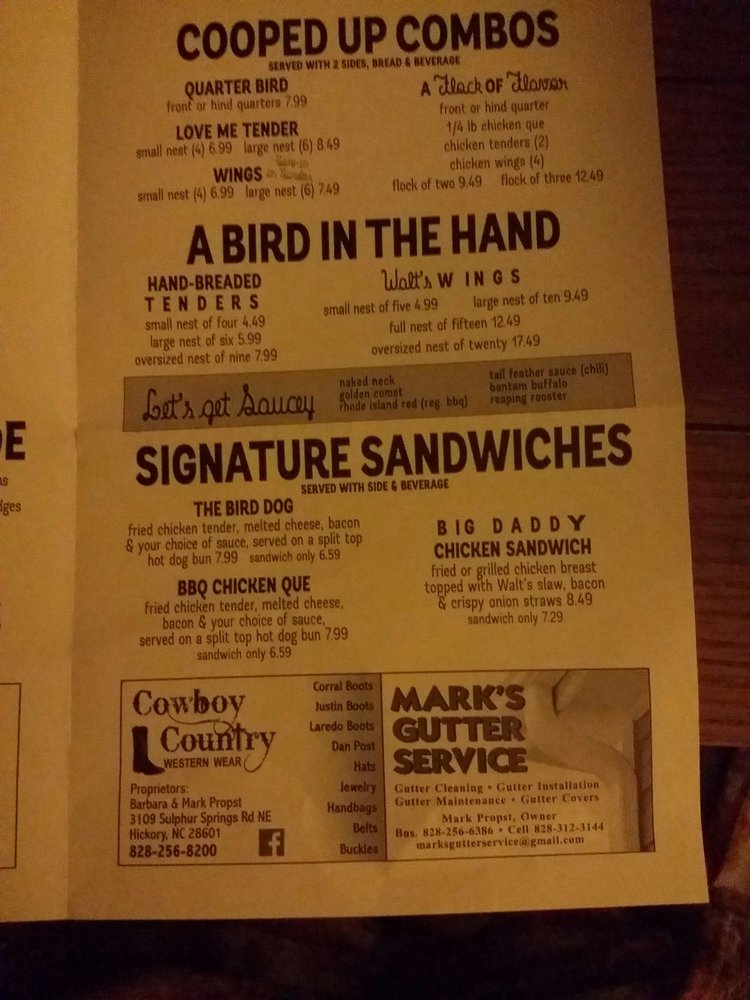 COOPED UP COMBOS
SERVED WITH 2 SIDES, BREAD & BEVERAGE
QUARTER BIRD
front or hind quarters 7.99
LOVE ME TENDER
small nest (4) 6.99 large nest (6) 8.49
WINGS
small nest (4) 6.99 large nest (6) 7.49
A Flock OF Flavor
front or hind quarter
1/4 lb chicken que
chicken tenders (2)
chicken wings (4)
flock of two 9.49 flock of three 12.49
A BIRD IN THE HAND
HAND-BREADED
TENDERS
small nest of four 4.49
large nest of six 5.99
oversized nest of nine 7.99
Walt's WINGS
small nest of five 4.99 large nest of ten 9.49
full nest of fifteen 12.49
oversized nest of twenty 17.49
Let's get Saucey
naked neck
golden comet
rhode island red (reg. bbq)
tail feather sauce (chili)
bantam buffalo
reaping rooster
SIGNATURE SANDWICHES
SERVED WITH SIDE & BEVERAGE
THE BIRD DOG
fried chicken tender, melted cheese, bacon
& your choice of sauce, served on a split top
hot dog bun 7.99 sandwich only 6.59
BBQ CHICKEN QUE
fried chicken tender, melted cheese,
bacon & your choice of sauce,
served on a split top hot dog bun 7.99
sandwich only 6.59
BIG DADDY
CHICKEN SANDWICH
fried or grilled chicken breast
topped with Walt's slaw, bacon
& crispy onion straws 8.49
sandwich only 7.29
Cowboy
Country
WESTERN WEAR
Proprietors:
Barbara & Mark Propst
3109 Sulphur Springs Rd NE
Hickory, NC 28601
828-256-8200
f
Corral Boots
Justin Boots
Laredo Boots
Dan Post
Hats
Jewelry
Handbags
Belts
Buckles
MARK'S
GUTTER
SERVICE
Gutter Cleaning • Gutter Installation
Gutter Maintenance • Gutter Covers
Mark Propst, Owner
Bus. 828-256-6386 • Cell 828-312-3144
marksgutterservice@gmail.com